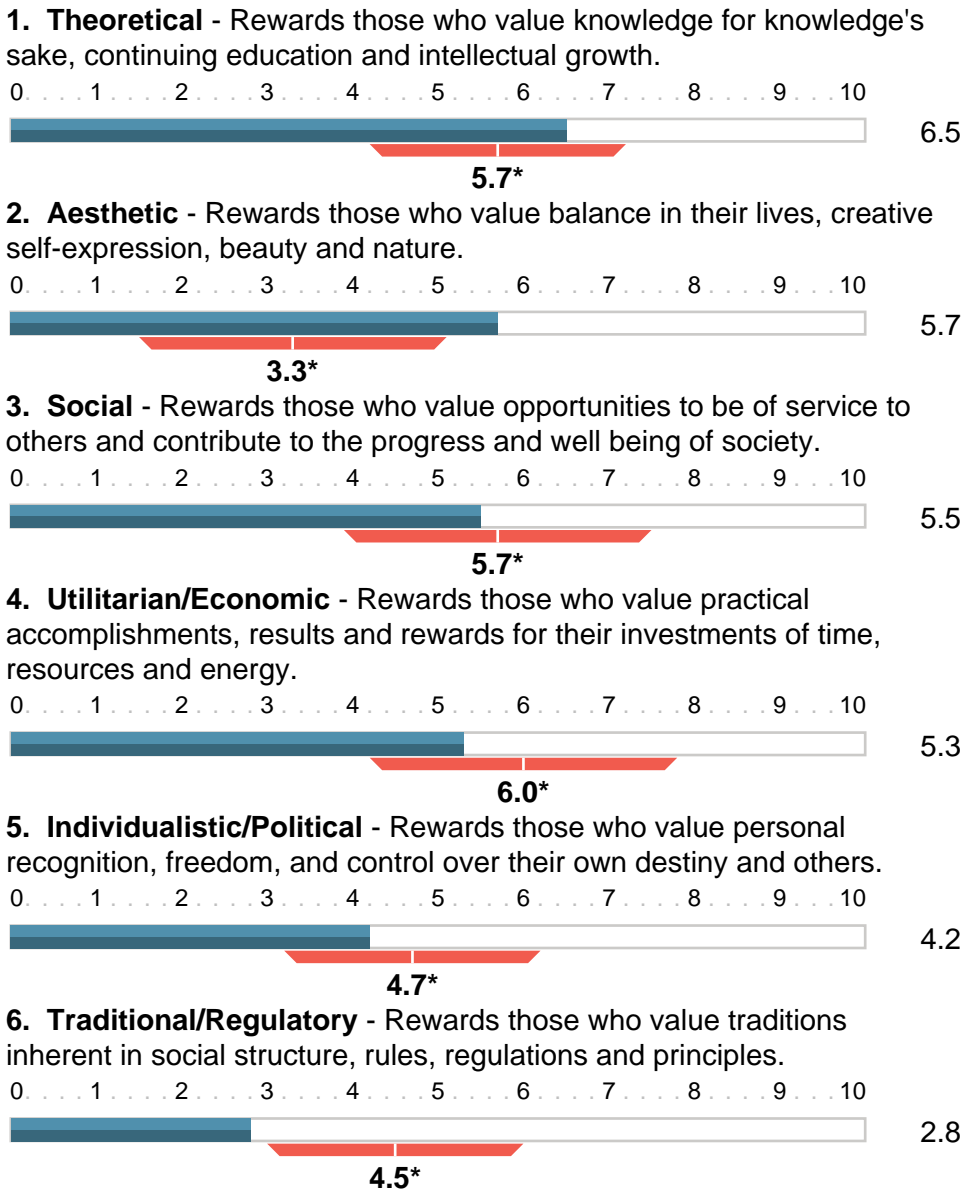 1. Theoretical - Rewards those who value knowledge for knowledge's
sake, continuing education and intellectual growth.
0. . . . 1 . . . . 2 . . . . 3 . . . . 4 . . . . 5 . . . . 6 . . . . 7 . . . . 8 . . . . 9 . . . 10
6.5
5.7*
2. Aesthetic - Rewards those who value balance in their lives, creative
self-expression, beauty and nature.
0. . . . 1 . . . . 2 . . . . 3 . . . . 4 . . . . 5 . . . . 6 . . . . 7 . . . . 8 . . . . 9 . . . 10
5.7
3.3*
3. Social - Rewards those who value opportunities to be of service to
others and contribute to the progress and well being of society.
0. . . . 1 . . . . 2 . . . . 3 . . . . 4 . . . . 5 . . . . 6 . . . . 7 . . . . 8 . . . . 9 . . . 10
5.5
5.7*
4. Utilitarian/Economic - Rewards those who value practical
accomplishments, results and rewards for their investments of time,
resources and energy.
0. . . . 1 . . . . 2 . . . . 3 . . . . 4 . . . . 5 . . . . 6 . . . . 7 . . . . 8 . . . . 9 . . . 10
5.3
6.0*
5. Individualistic/Political - Rewards those who value personal
recognition, freedom, and control over their own destiny and others.
0. . . . 1 . . . . 2 . . . . 3 . . . . 4 . . . . 5 . . . . 6 . . . . 7 . . . . 8 . . . . 9 . . . 10
4.2
4.7*
6. Traditional/Regulatory - Rewards those who value traditions
inherent in social structure, rules, regulations and principles.
0. . . . 1 . . . . 2 . . . . 3 . . . . 4 . . . . 5 . . . . 6 . . . . 7 . . . . 8 . . . . 9 . . . 10
2.8
4.5*